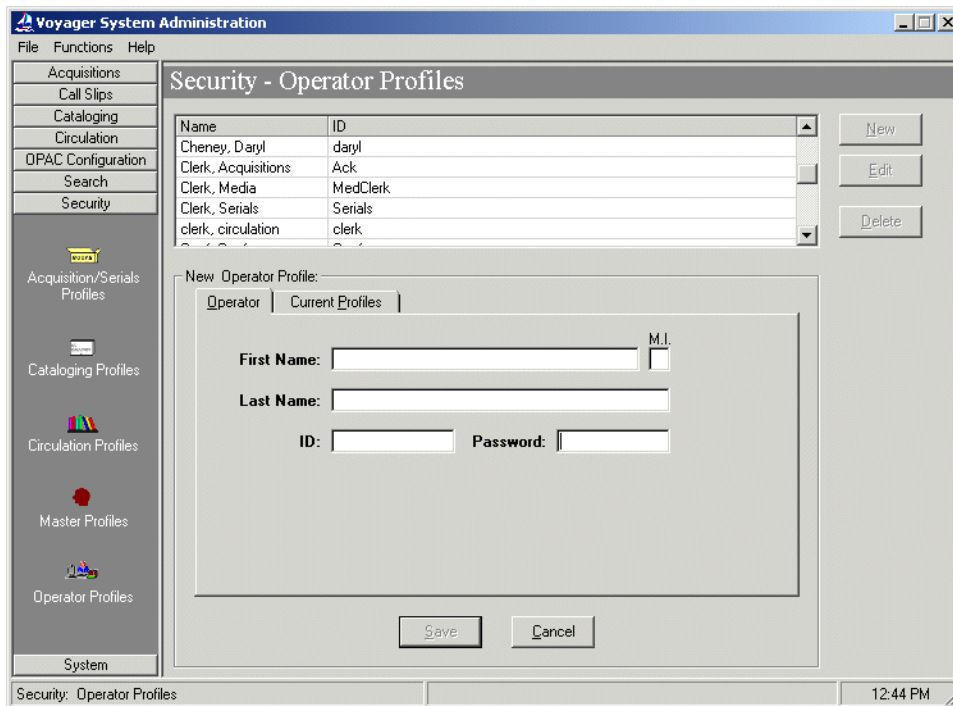 Voyager System Administration
File Functions Help
Acquisitions
Call Slips
Cataloging
Circulation
OPAC Configuration
Search
Security
Acquisition/Serials
Profiles
Cataloging Profiles
Circulation Profiles
Master Profiles
Operator Profiles
System
Security - Operator Profiles
Name ID
Cheney, Daryl daryl
Clerk, Acquisitions Ack
Clerk, Media MedClerk
Clerk, Serials Serials
clerk, circulation clerk
New
Edit
Delete
New Operator Profile:
Operator Current Profiles
M.I.
First Name:
Last Name:
ID: Password:
Save Cancel
Security: Operator Profiles 12:44 PM